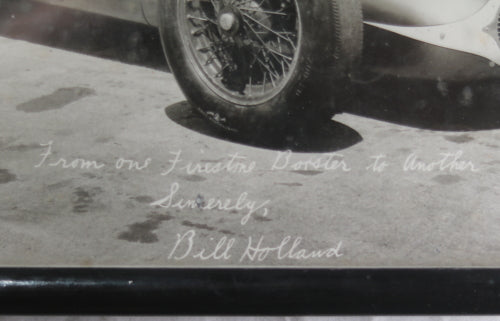 From one Firestone Booster to Another
Sincerely,
Bill Holland